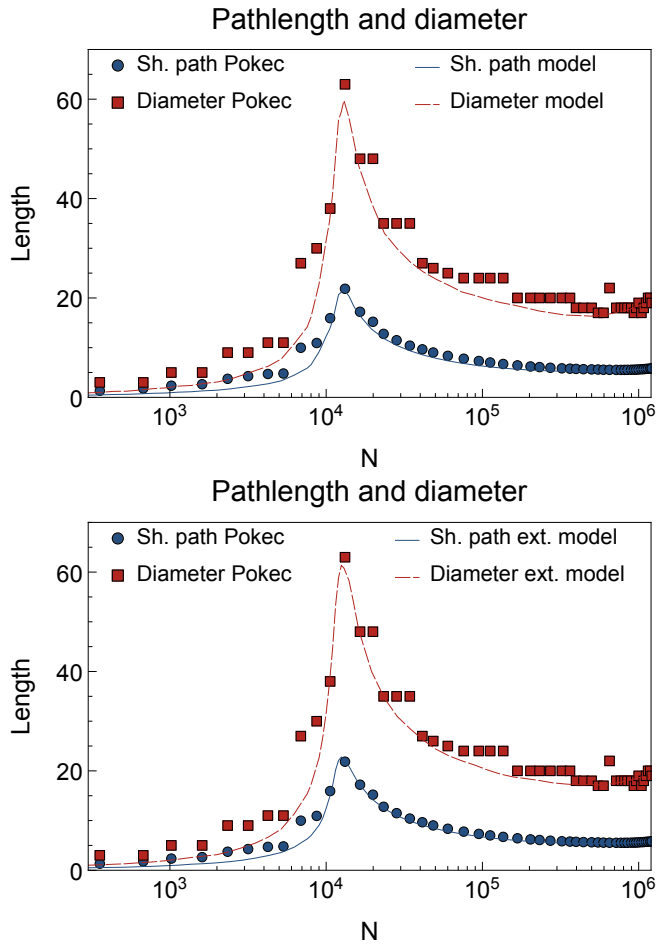 Pathlength and diameter
Sh. path Pokec
Sh. path model
Diameter Pokec
Diameter model
60
40
20
0
Length
10^3
10^4
10^5
10^6
N
Pathlength and diameter
Sh. path Pokec
Sh. path ext. model
Diameter Pokec
Diameter ext. model
60
40
20
0
Length
10^3
10^4
10^5
10^6
N